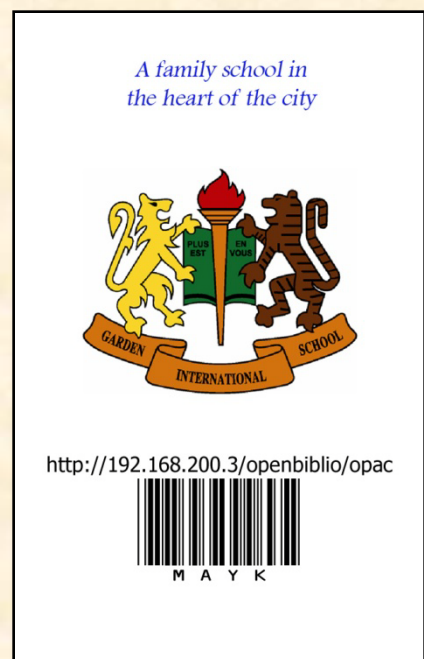 A family school in
the heart of the city
PLUS EN
EST VOUS
GARDEN INTERNATIONAL SCHOOL
http://192.168.200.3/openbiblio/opac
M A Y K